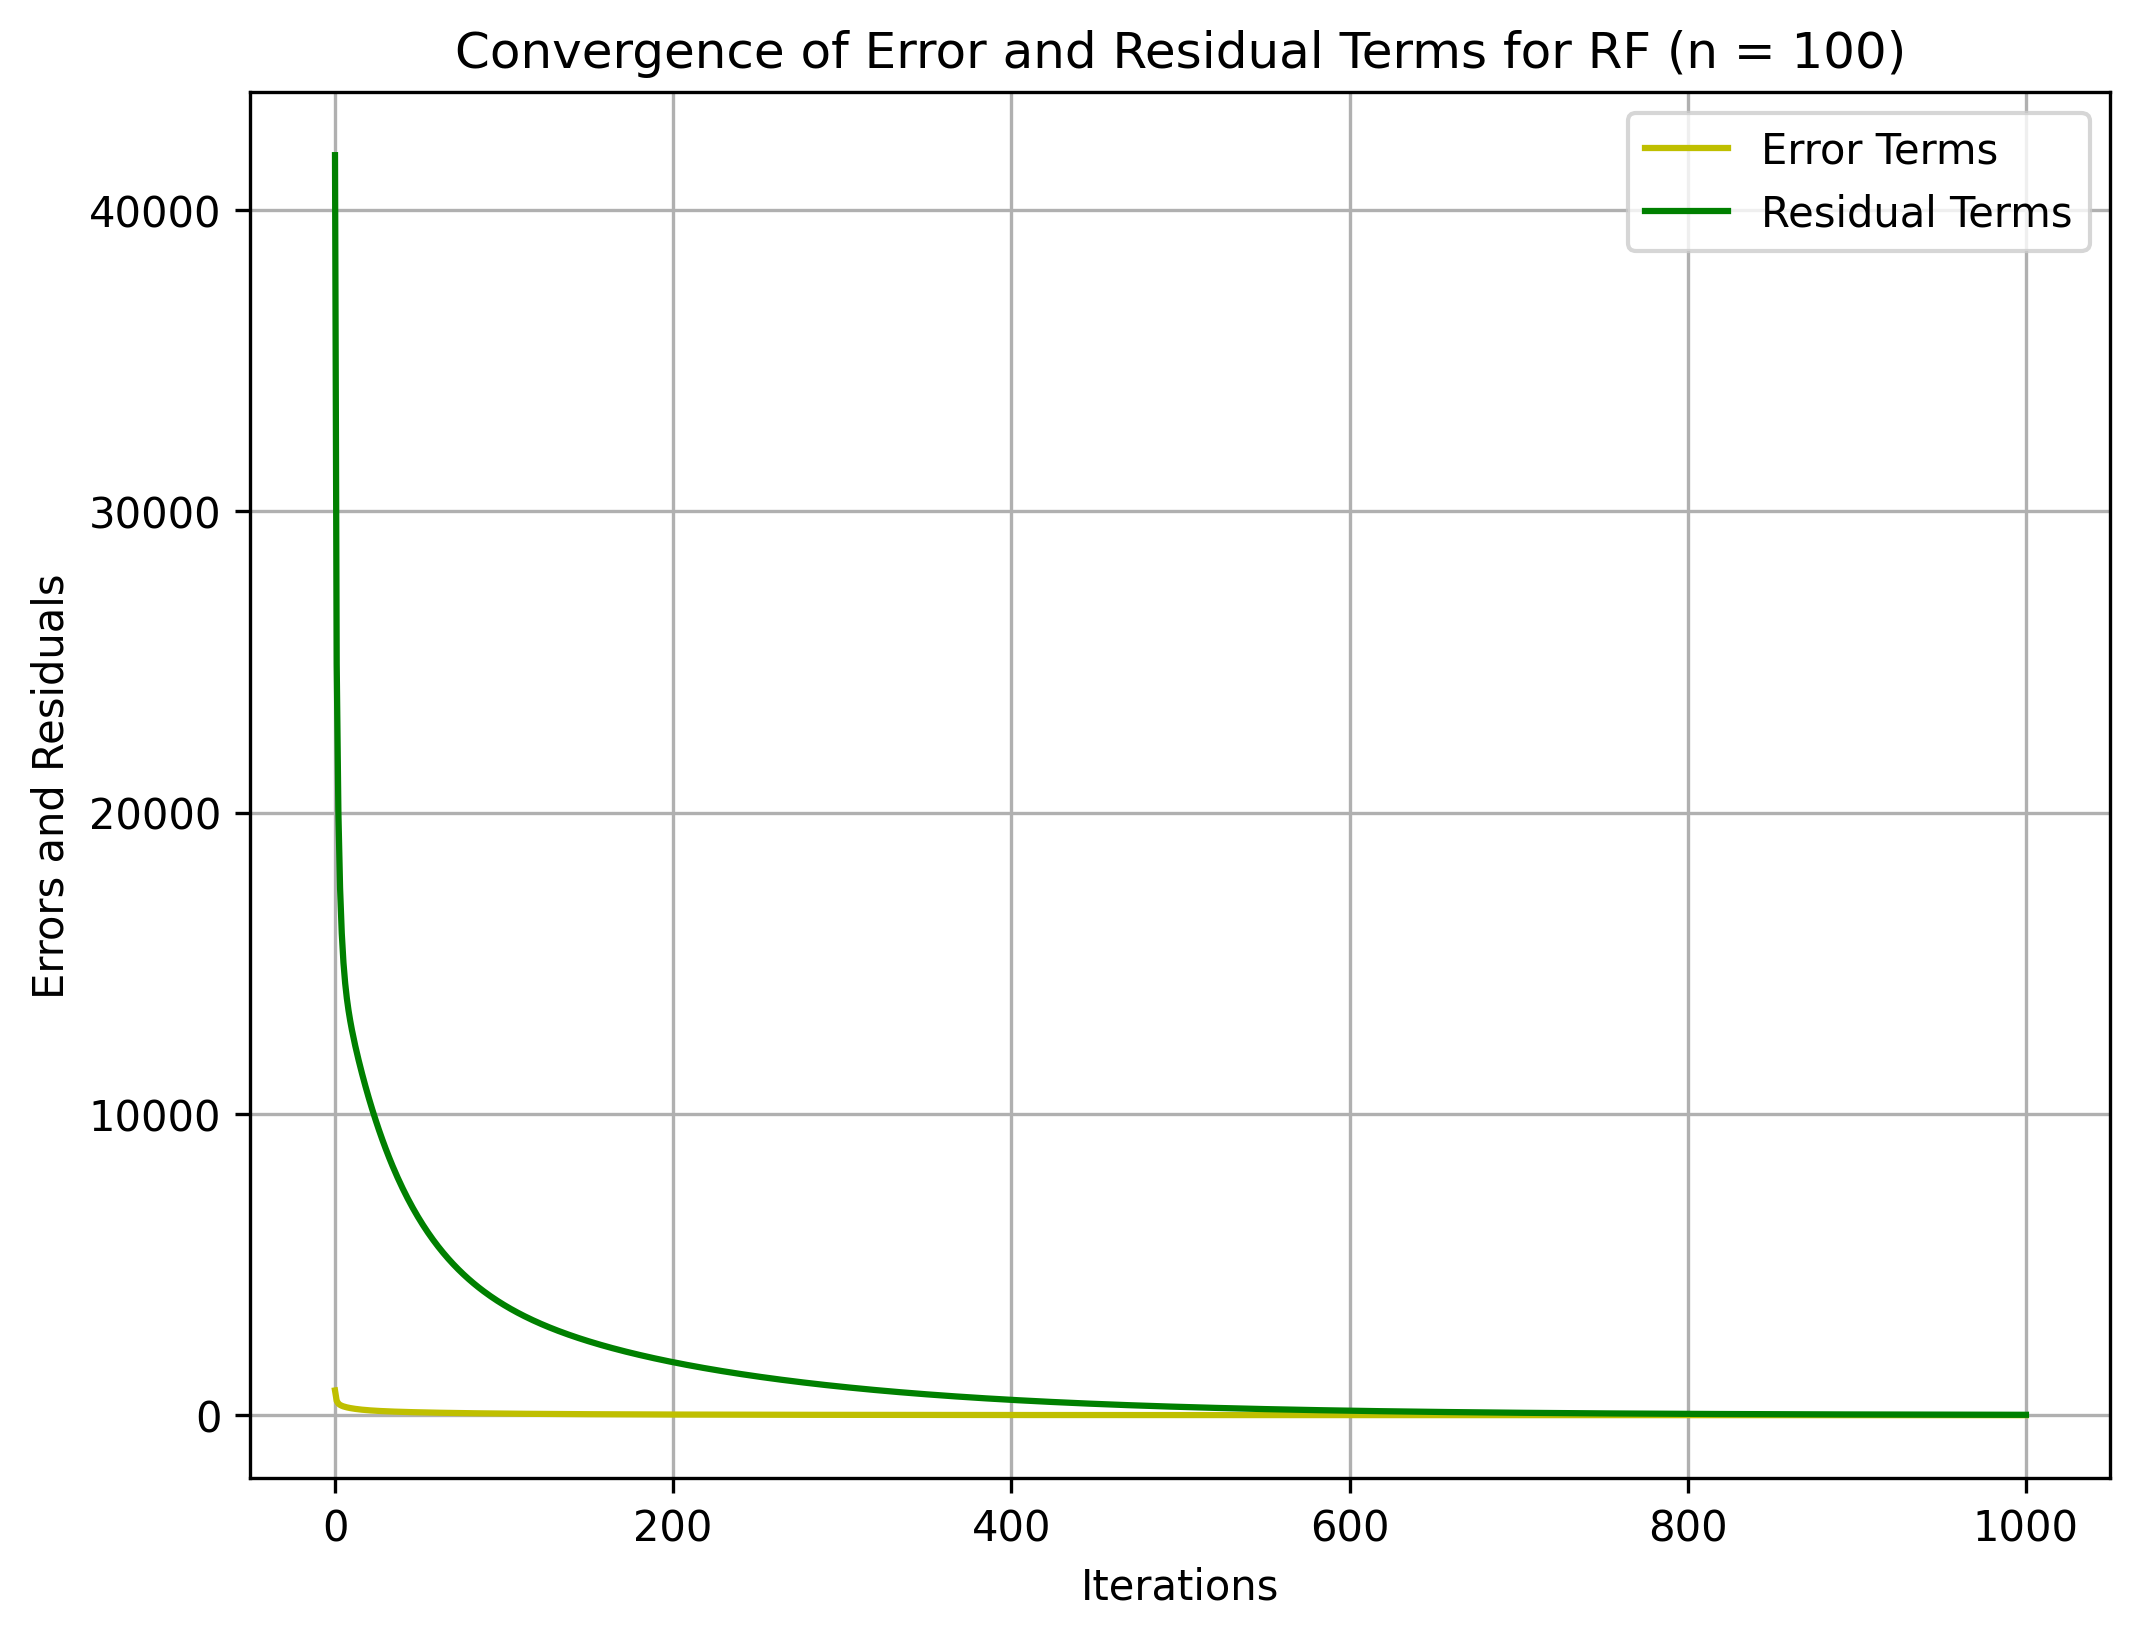 Convergence of Error and Residual Terms for RF (n = 100)
Error Terms
Residual Terms
Errors and Residuals
40000
30000
20000
10000
0
0 200 400 600 800 1000
Iterations